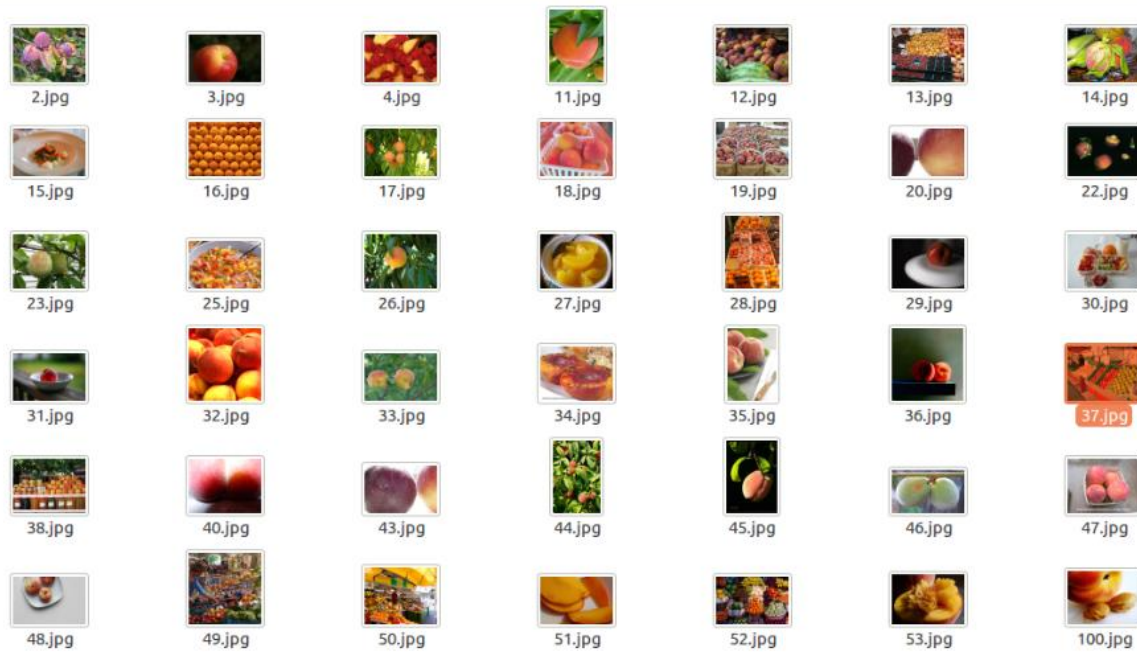 2.jpg 3.jpg 4.jpg 11.jpg 12.jpg 13.jpg 14.jpg
15.jpg 16.jpg 17.jpg 18.jpg 19.jpg 20.jpg 22.jpg
23.jpg 25.jpg 26.jpg 27.jpg 28.jpg 29.jpg 30.jpg
31.jpg 32.jpg 33.jpg 34.jpg 35.jpg 36.jpg 37.jpg
38.jpg 40.jpg 43.jpg 44.jpg 45.jpg 46.jpg 47.jpg
48.jpg 49.jpg 50.jpg 51.jpg 52.jpg 53.jpg 100.jpg